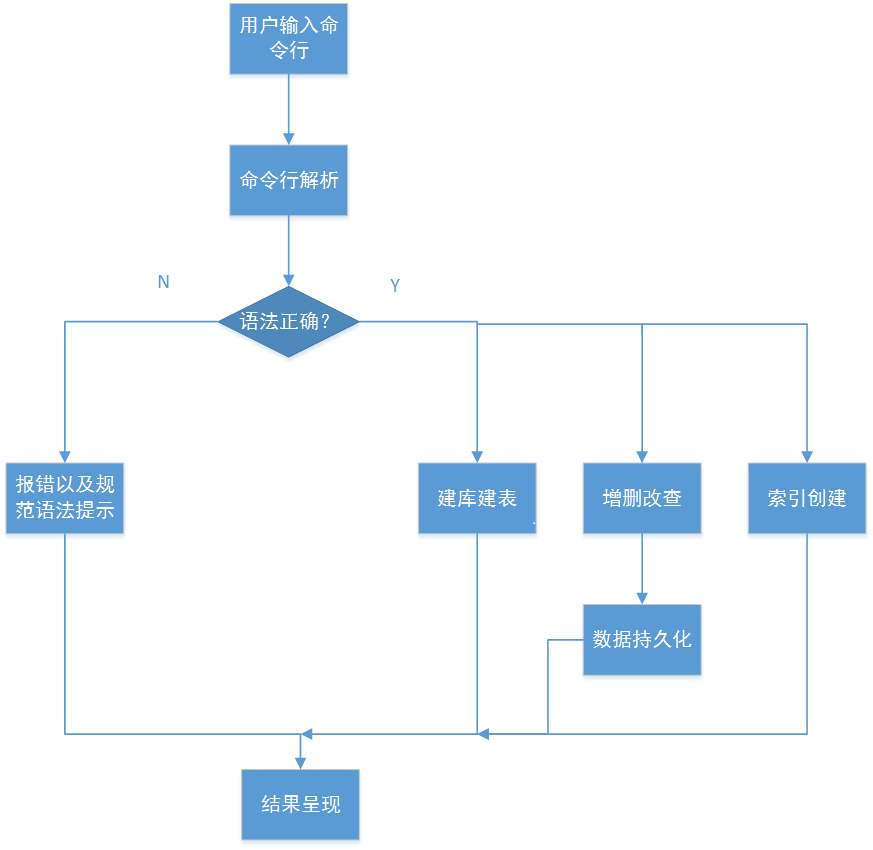 用户输入命
令行
命令行解析
N
Y
语法正确？
报错以及规
范语法提示
建库建表
增删改查
索引创建
数据持久化
结果呈现